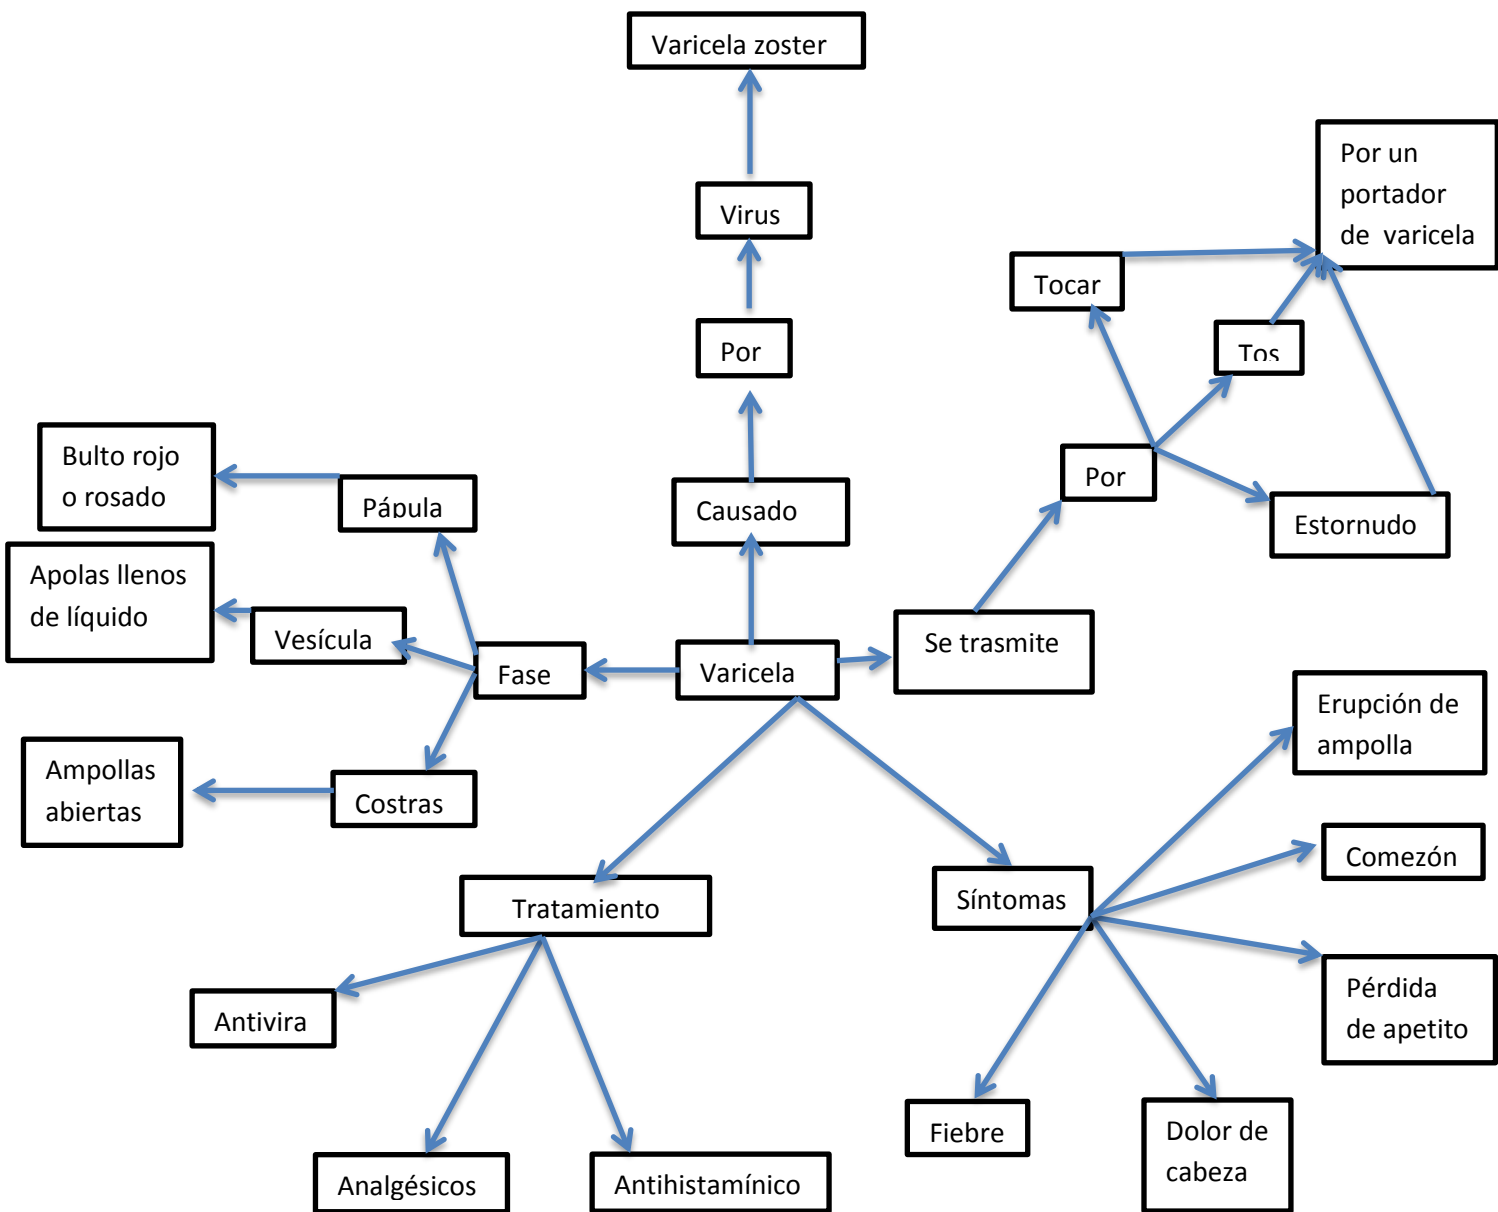 Varicela zoster
Por un
portador
de varicela
Virus
Tocar
Tos
Por
Por
Bulto rojo
o rosado
Pápula
Causado
Estornudo
Apolas llenos
de líquido
Vesícula
Fase
Varicela
Se trasmite
Erupción de
ampolla
Ampollas
abiertas
Costras
Comezón
Tratamiento
Síntomas
Pérdida
de apetito
Antivira
Fiebre
Dolor de
cabeza
Analgésicos
Antihistamínico